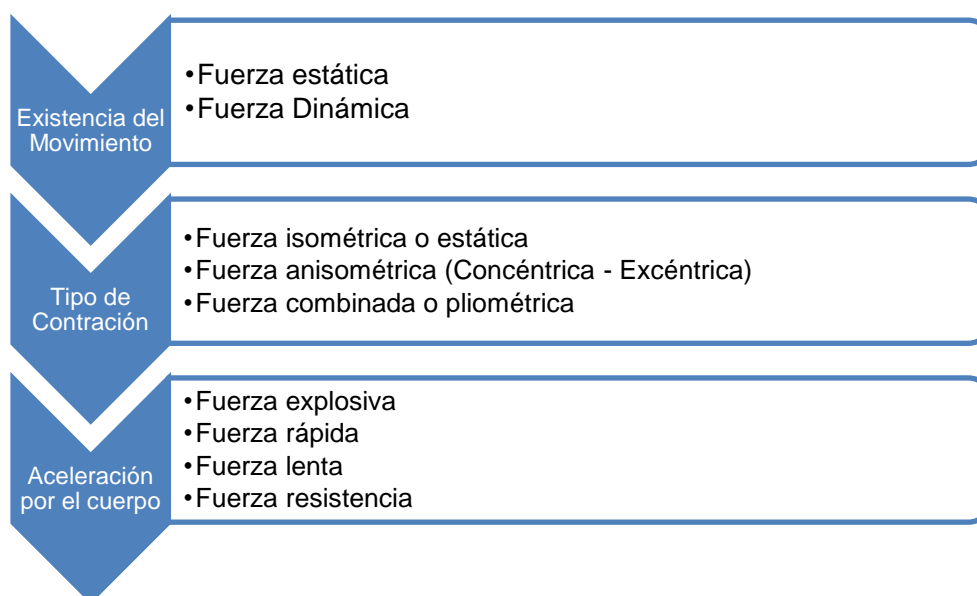 Existencia del
Movimiento
•Fuerza estática
•Fuerza Dinámica
Tipo de
Contración
•Fuerza isométrica o estática
•Fuerza anisométrica (Concéntrica - Excéntrica)
•Fuerza combinada o pliométrica
Aceleración
por el cuerpo
•Fuerza explosiva
•Fuerza rápida
•Fuerza lenta
•Fuerza resistencia